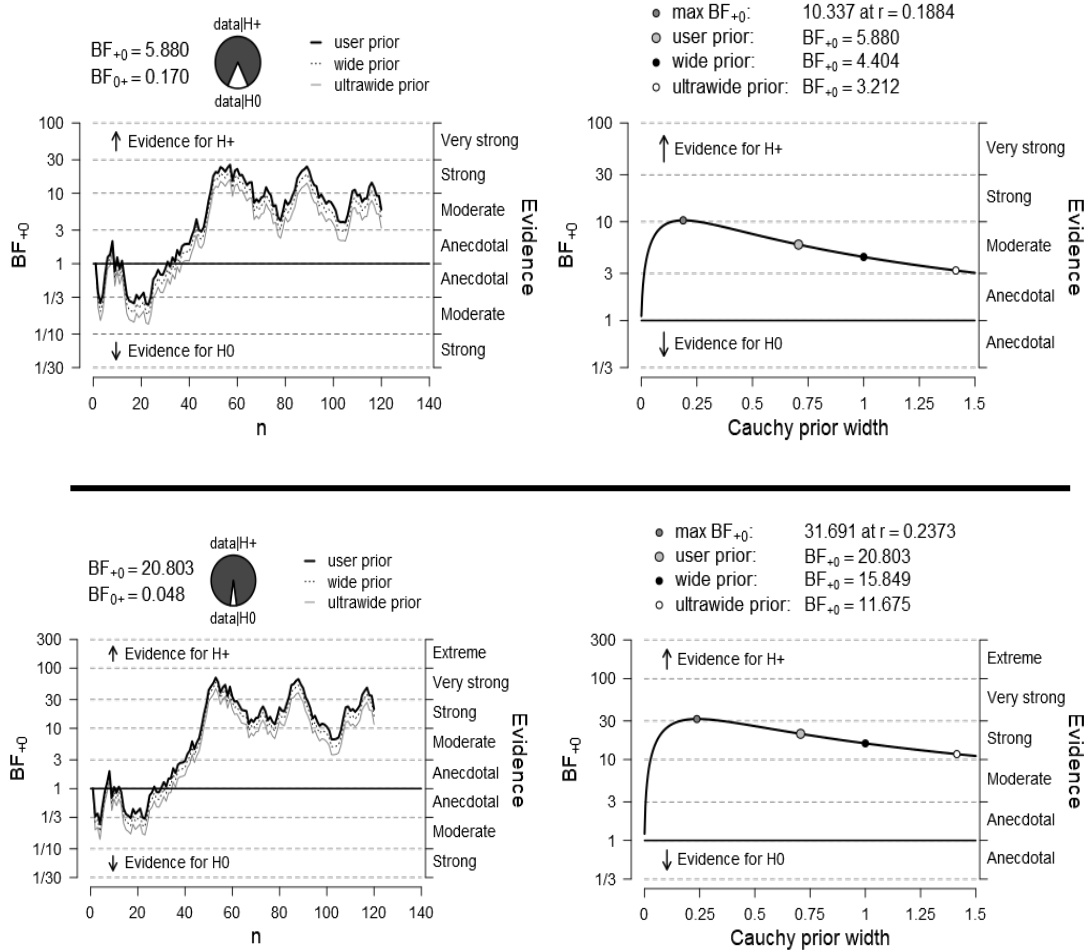 data|H+
BF+0 = 5.880
BF0+ = 0.170
data|H0
user prior
wide prior
ultrawide prior
100
30
10
3
1
1/3
1/10
1/30
BF+0
Evidence for H+
Evidence for H0
Very strong
Strong
Moderate
Anecdotal
Anecdotal
Moderate
Strong
Evidence
0 20 40 60 80 100 120 140
n
max BF+0: 10.337 at r = 0.1884
user prior: BF+0 = 5.880
wide prior: BF+0 = 4.404
ultrawide prior: BF+0 = 3.212
100
30
10
3
1
1/3
BF+0
Evidence for H+
Evidence for H0
Very strong
Strong
Moderate
Anecdotal
Anecdotal
Evidence
0 0.25 0.5 0.75 1 1.25 1.5
Cauchy prior width
data|H+
BF+0 = 20.803
BF0+ = 0.048
data|H0
user prior
wide prior
ultrawide prior
300
100
30
10
3
1
1/3
1/10
1/30
BF+0
Evidence for H+
Evidence for H0
Extreme
Very strong
Strong
Moderate
Anecdotal
Anecdotal
Moderate
Strong
Evidence
0 20 40 60 80 100 120 140
n
max BF+0: 31.691 at r = 0.2373
user prior: BF+0 = 20.803
wide prior: BF+0 = 15.849
ultrawide prior: BF+0 = 11.675
300
100
30
10
3
1
1/3
BF+0
Evidence for H+
Evidence for H0
Extreme
Very strong
Strong
Moderate
Anecdotal
Anecdotal
Evidence
0 0.25 0.5 0.75 1 1.25 1.5
Cauchy prior width